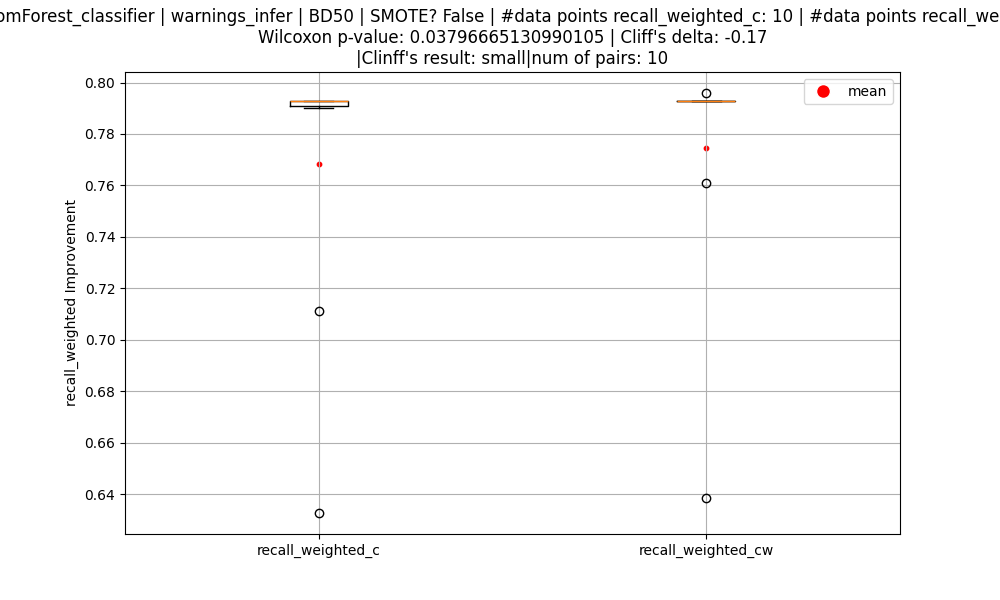 omForest_classifier | warnings_infer | BD50 | SMOTE? False | #data points recall_weighted_c: 10 | #data points recall_we
Wilcoxon p-value: 0.03796665130990105 | Cliff's delta: -0.17
|Clinff's result: small|num of pairs: 10
mean
0.80
0.78
0.76
0.74
0.72
0.70
0.68
0.66
0.64
recall_weighted Improvement
recall_weighted_c
recall_weighted_cw